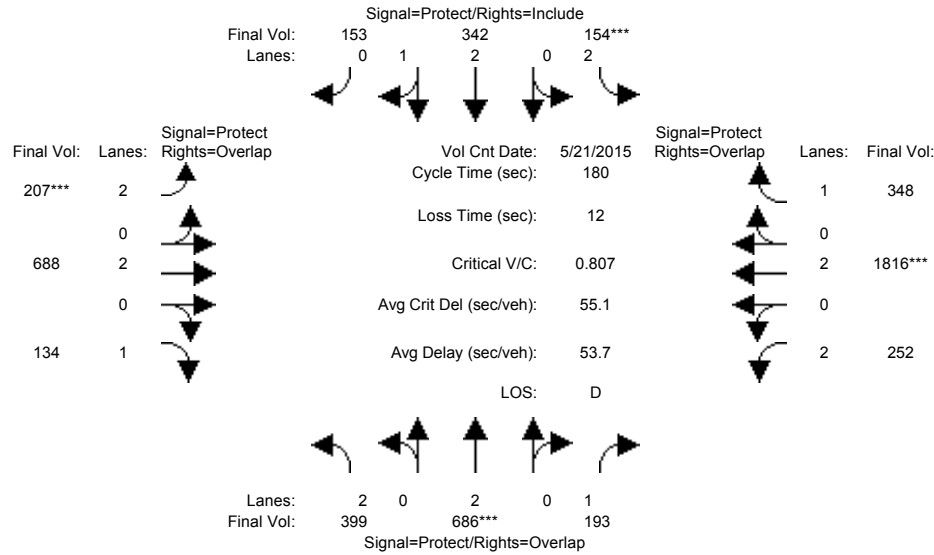 Signal=Protect/Rights=Include
Final Vol: 153 342 154***
Lanes: 0 1 2 0 2
Signal=Protect Signal=Protect
Final Vol: Lanes: Rights=Overlap Vol Cnt Date: 5/21/2015 Rights=Overlap Lanes: Final Vol:
Cycle Time (sec): 180
207*** 2 1 348
Loss Time (sec): 12
0 0
688 2 Critical V/C: 0.807 2 1816***
0 Avg Crit Del (sec/veh): 55.1 0
134 1 Avg Delay (sec/veh): 53.7 2 252
LOS: D
Lanes: 2 0 2 0 1
Final Vol: 399 686*** 193
Signal=Protect/Rights=Overlap